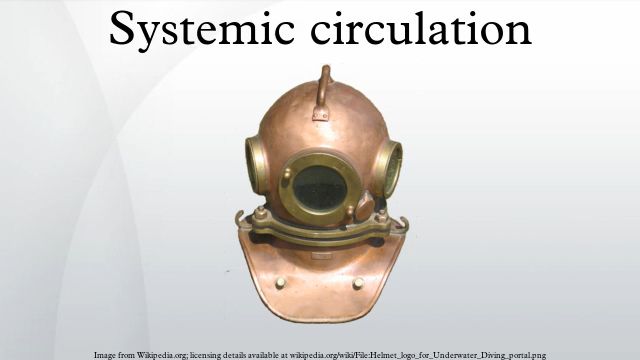 Systemic circulation
Image from Wikipedia.org; licensing details available at wikipedia.org/wiki/File:Helmet_logo_for_Underwater_Diving_portal.png